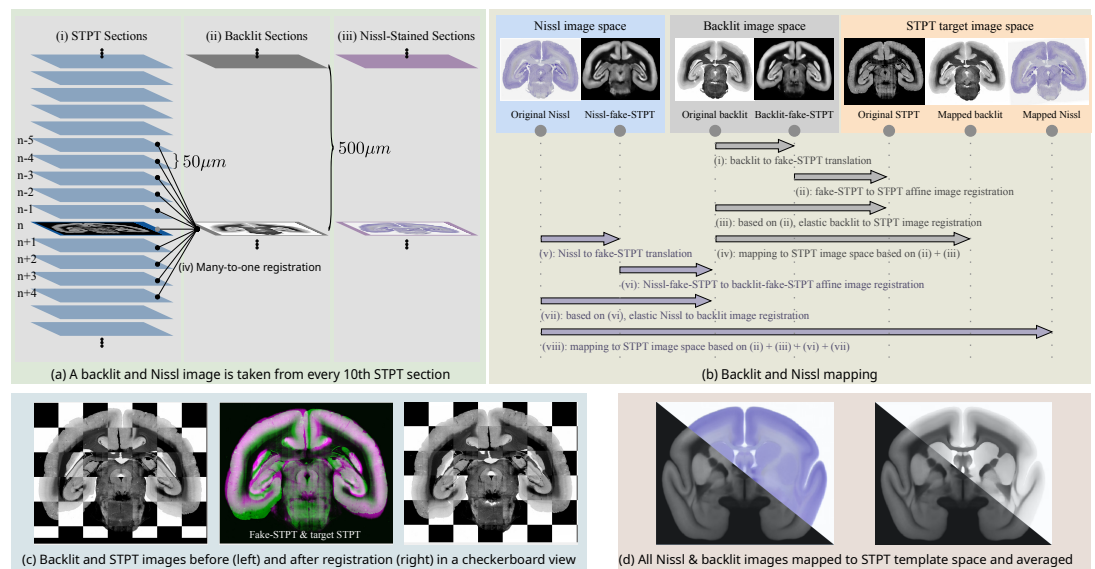 (i) STPT Sections
(ii) Backlit Sections
(iii) Nissl-Stained Sections
n-5
n-4
n-3
n-2
n-1
n
n+1
n+2
n+3
n+4
50μm
500μm
(iv) Many-to-one registration
(a) A backlit and Nissl image is taken from every 10th STPT section
Nissl image space
Backlit image space
STPT target image space
Original Nissl
Nissl-fake-STPT
Original backlit
Backlit-fake-STPT
Original STPT
Mapped backlit
Mapped Nissl
(i): backlit to fake-STPT translation
(ii): fake-STPT to STPT affine image registration
(iii): based on (ii), elastic backlit to STPT image registration
(v): Nissl to fake-STPT translation
(iv): mapping to STPT image space based on (ii) + (iii)
(vi): Nissl-fake-STPT to backlit-fake-STPT affine image registration
(vii): based on (vi), elastic Nissl to backlit image registration
(viii): mapping to STPT image space based on (ii) + (iii) + (vi) + (vii)
(b) Backlit and Nissl mapping
Fake-STPT & target STPT
(c) Backlit and STPT images before (left) and after registration (right) in a checkerboard view
(d) All Nissl & backlit images mapped to STPT template space and averaged